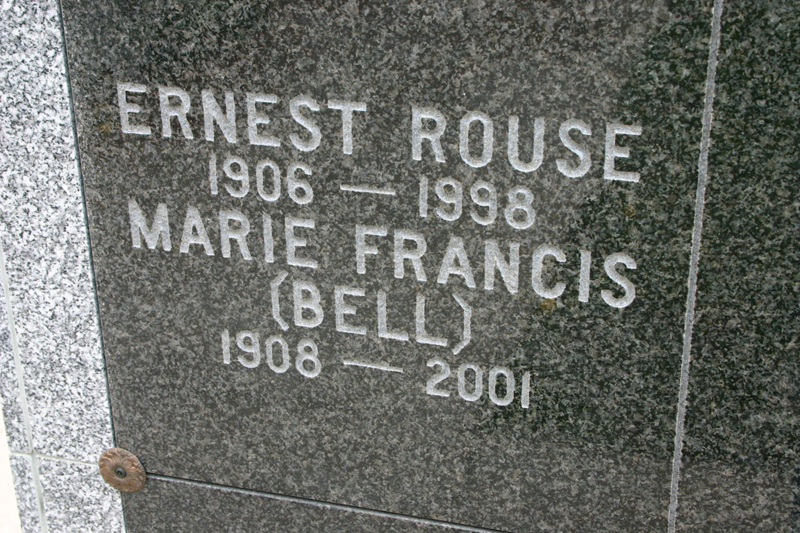 ERNEST ROUSE
1906 — 1998
MARIE FRANCIS
(BELL)
1908 — 2001